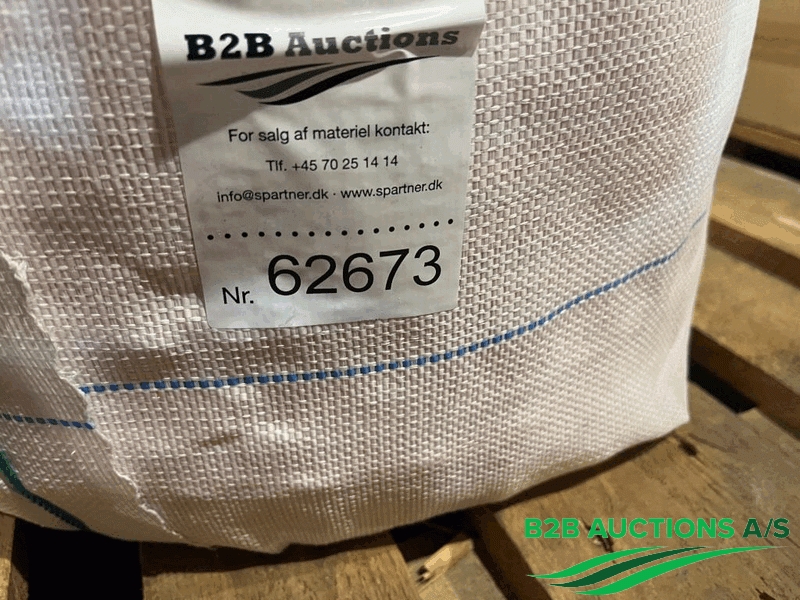 B2B Auctions
For salg af materiel kontakt:
Tlf. +45 70 25 14 14
info@spartner.dk · www.spartner.dk
Nr. 62673
B2B AUCTIONS A/S